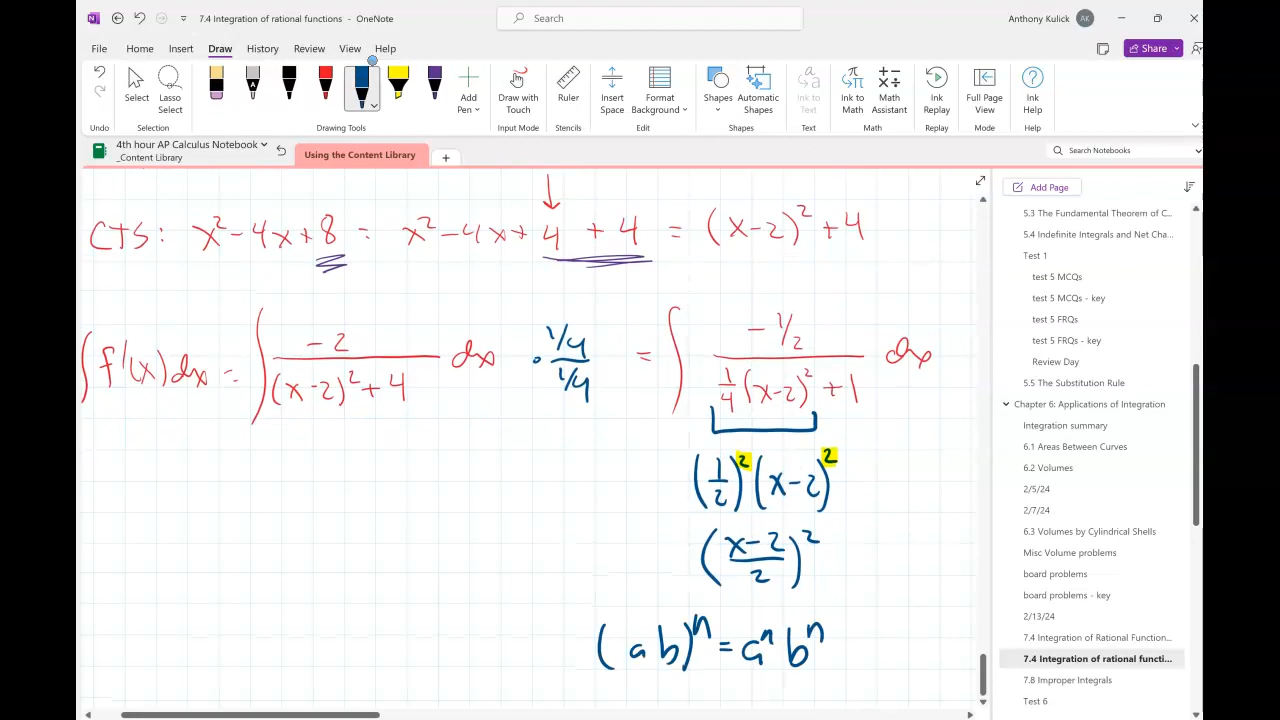 7.4 Integration of rational functions - OneNote
Search
Anthony Kulick
AK
File Home Insert Draw History Review View Help
Share
Select
Lasso Select
Add Pen
Draw with Touch
Ruler
Insert Space
Format Background
Shapes
Automatic Shapes
Ink to Text
Ink to Math
Math Assistant
Ink Replay
Full Page View
Ink Help
Undo Selection Drawing Tools Input Mode Stencils Edit Shapes Text Math Replay Mode Help
4th hour AP Calculus Notebook
_Content Library
Using the Content Library
+
Search Notebooks
Add Page
5.3 The Fundamental Theorem of C...
5.4 Indefinite Integrals and Net Cha...
Test 1
test 5 MCQs
test 5 MCQs - key
test 5 FRQs
test 5 FRQs - key
Review Day
5.5 The Substitution Rule
Chapter 6: Applications of Integration
Integration summary
6.1 Areas Between Curves
6.2 Volumes
2/5/24
2/7/24
6.3 Volumes by Cylindrical Shells
Misc Volume problems
board problems
board problems - key
2/13/24
7.4 Integration of Rational Function...
7.4 Integration of rational functi...
7.8 Improper Integrals
Test 6
CTS: x² - 4x + 8 = x² - 4x + 4 + 4 = (x-2)² + 4
∫ f'(x) dx = ∫ -2 / ((x-2)² + 4) dx · (1/4)/(1/4) = ∫ -1/2 / (1/4 (x-2)² + 1) dx
(1/2)² (x-2)²
((x-2)/2)²
(ab)ⁿ = aⁿ bⁿ